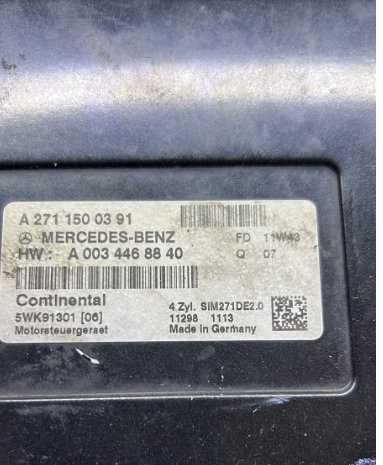 A 271 150 03 91
MERCEDES-BENZ FD 11W43
HW : A 003 446 88 40 Q 07
Continental
5WK91301 [06] 4 Zyl. SIM271DE2.0
Motorsteuergeraet 11298 1113
Made in Germany